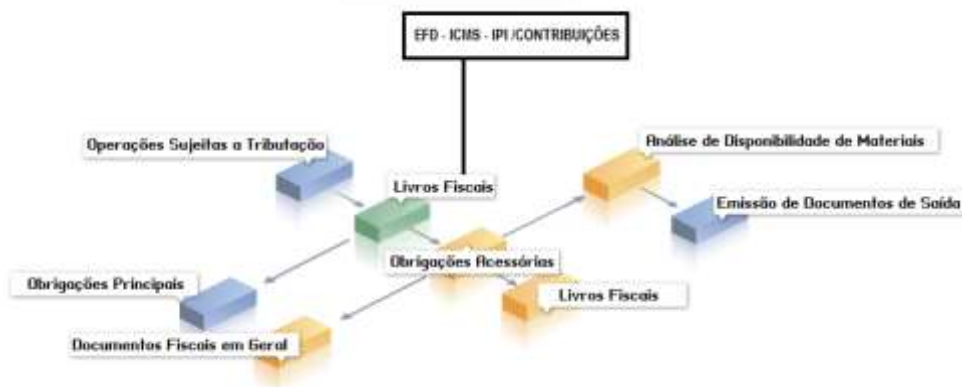 EFD - ICMS - IPI /CONTRIBUIÇÕES
Operações Sujeitas a Tributação
Análise de Disponibilidade de Materiais
Livros Fiscais
Emissão de Documentos de Saída
Obrigações Acessórias
Obrigações Principais
Livros Fiscais
Documentos Fiscais em Geral